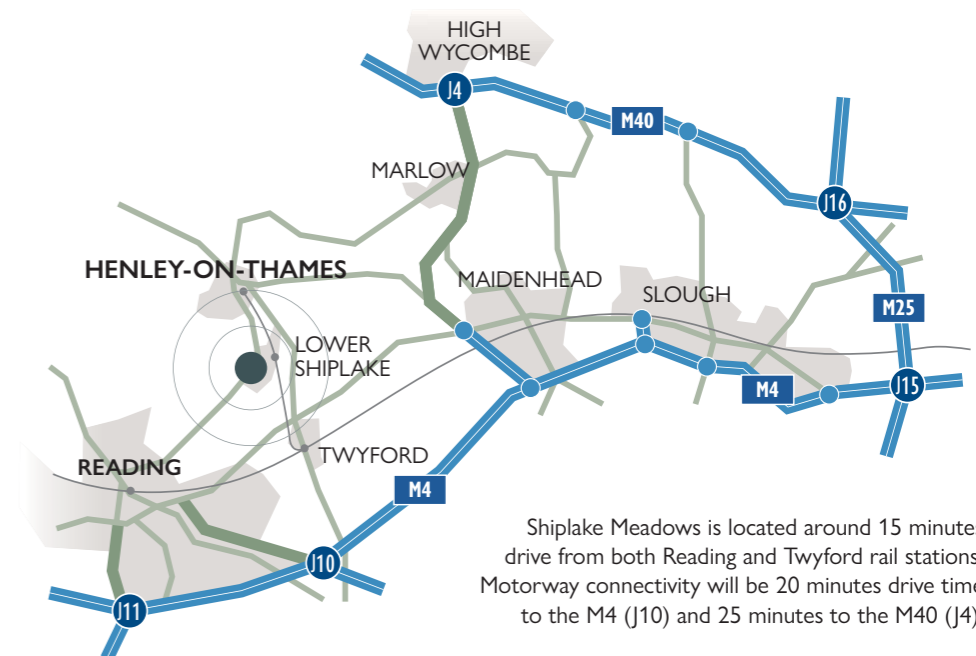 HIGH
WYCOMBE
J4
M40
MARLOW
J16
HENLEY-ON-THAMES
MAIDENHEAD
SLOUGH
M25
LOWER
SHIPLAKE
M4
J15
TWYFORD
READING
M4
J10
J11
Shiplake Meadows is located around 15 minute
drive from both Reading and Twyford rail stations
Motorway connectivity will be 20 minutes drive time
to the M4 (J10) and 25 minutes to the M40 (J4)